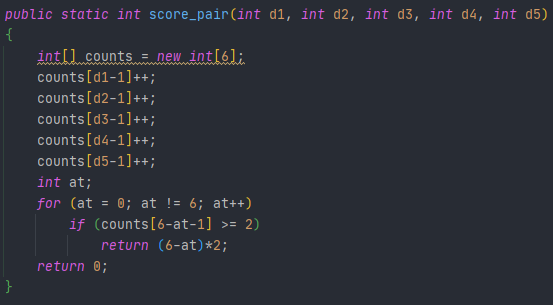 public static int score_pair(int d1, int d2, int d3, int d4, int d5)
{
    int[] counts = new int[6];
    counts[d1-1]++;
    counts[d2-1]++;
    counts[d3-1]++;
    counts[d4-1]++;
    counts[d5-1]++;
    int at;
    for (at = 0; at != 6; at++)
        if (counts[6-at-1] >= 2)
            return (6-at)*2;
    return 0;
}